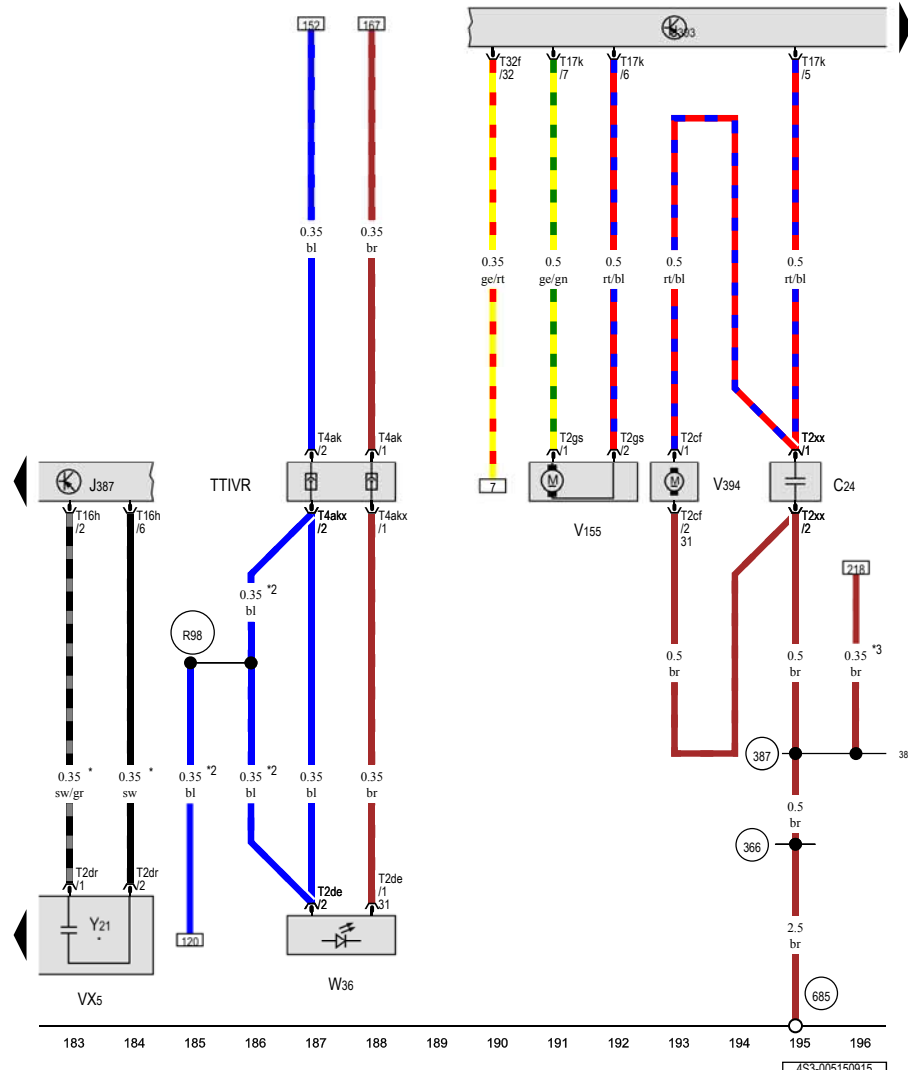 152
167
T32f
/32
T17k
/7
T17k
/6
T17k
/5
0.35
bl
0.35
br
0.35
ge/rt
0.5
ge/gn
0.5
rt/bl
0.5
rt/bl
0.5
rt/bl
T4ak
/2
T4ak
/1
T2gs
/1
T2gs
/2
T2cf
/1
T2xx
/1
J387
TTIVR
7
M
V155
M
V394
C24
T16h
/2
T16h
/6
T4akx
/2
T4akx
/1
T2cf
/2
31
T2xx
/2
218
0.35 *2
bl
R98
0.5
br
0.5
br
0.35 *3
br
387
38
0.35 *
sw/gr
0.35 *
sw
0.35 *2
bl
0.35 *2
bl
0.35
bl
0.35
br
0.5
br
366
T2dr
/1
T2dr
/2
T2de
/2
T2de
/1
31
Y21
*
120
2.5
br
W36
VX5
685
183 184 185 186 187 188 189 190 191 192 193 194 195 196
4S3-005150915